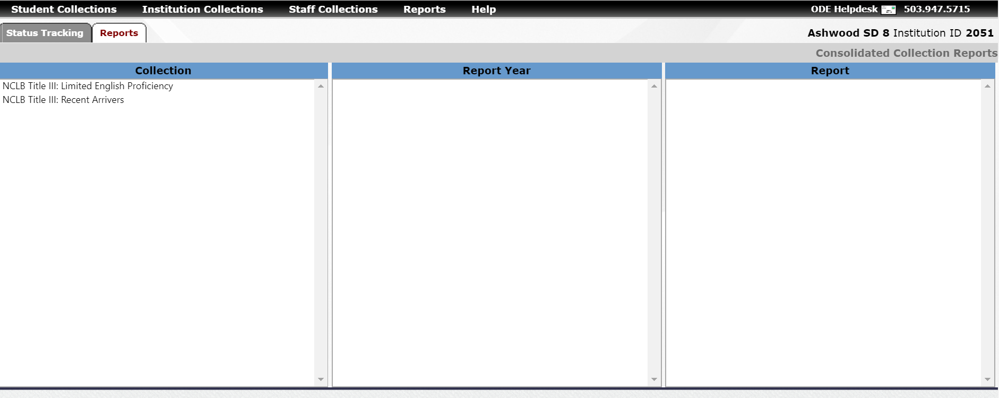 Student Collections Institution Collections Staff Collections Reports Help ODE Helpdesk 503.947.5715
Status Tracking Reports Ashwood SD 8 Institution ID 2051
Consolidated Collection Reports
Collection Report Year Report
NCLB Title III: Limited English Proficiency
NCLB Title III: Recent Arrivers